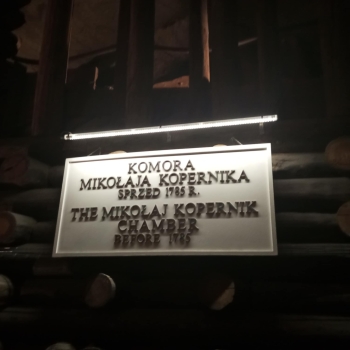 KOMORA
MIKOŁAJA KOPERNIKA
SPRZED 1785 R.
THE MIKOŁAJ KOPERNIK
CHAMBER
BEFORE 1785